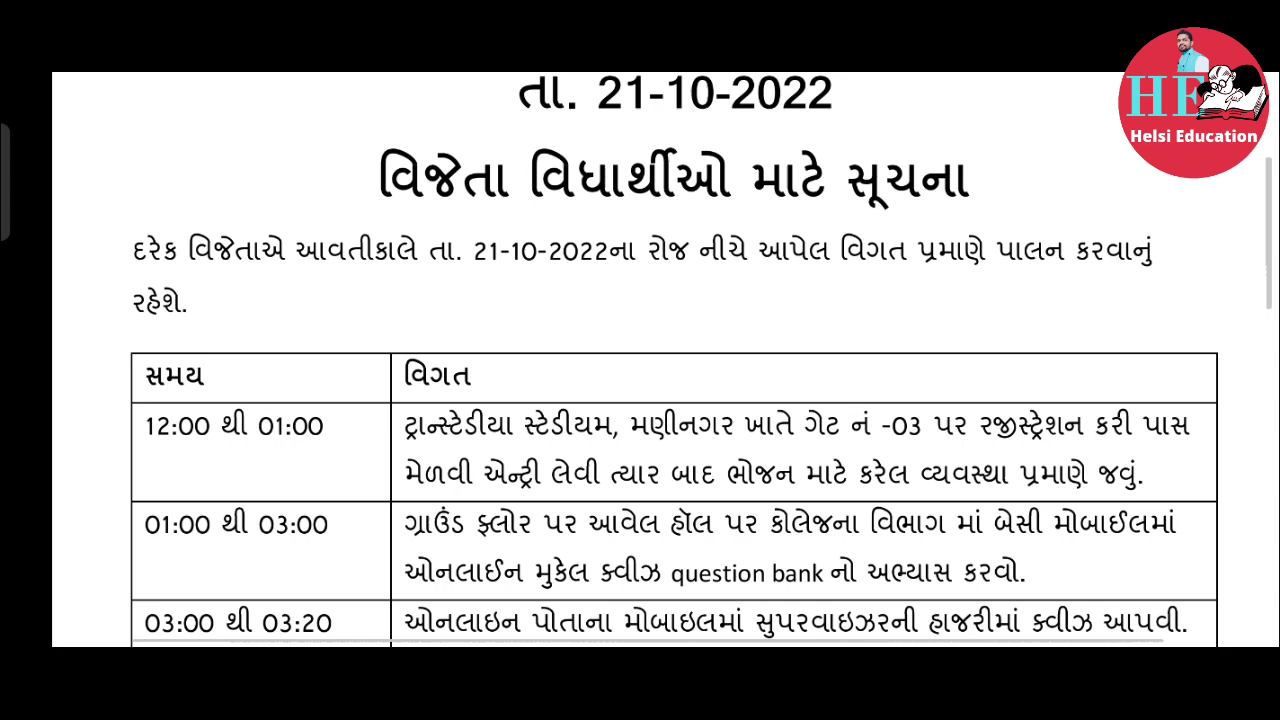 તા. 21-10-2022
વિજેતા વિધાર્થીઓ માટે સૂચના
દરેક વિજેતાએ આવતીકાલે તા. 21-10-2022ના રોજ નીચે આપેલ વિગત પ્રમાણે પાલન કરવાનું
રહેશે.
સમય વિગત
12:00 થી 01:00 ટ્રાન્સ્ટેડીયા સ્ટેડીયમ, મણીનગર ખાતે ગેટ નં -03 પર રજીસ્ટ્રેશન કરી પાસ
મેળવી એન્ટ્રી લેવી ત્યાર બાદ ભોજન માટે કરેલ વ્યવસ્થા પ્રમાણે જવું.
01:00 થી 03:00 ગ્રાઉંડ ફ્લોર પર આવેલ હૉલ પર કોલેજના વિભાગ માં બેસી મોબાઈલમાં
ઓનલાઈન મુકેલ ક્વીઝ question bank નો અભ્યાસ કરવો.
03:00 થી 03:20 ઓનલાઇન પોતાના મોબાઇલમાં સુપરવાઇઝરની હાજરીમાં ક્વીઝ આપવી.
HE
Helsi Education